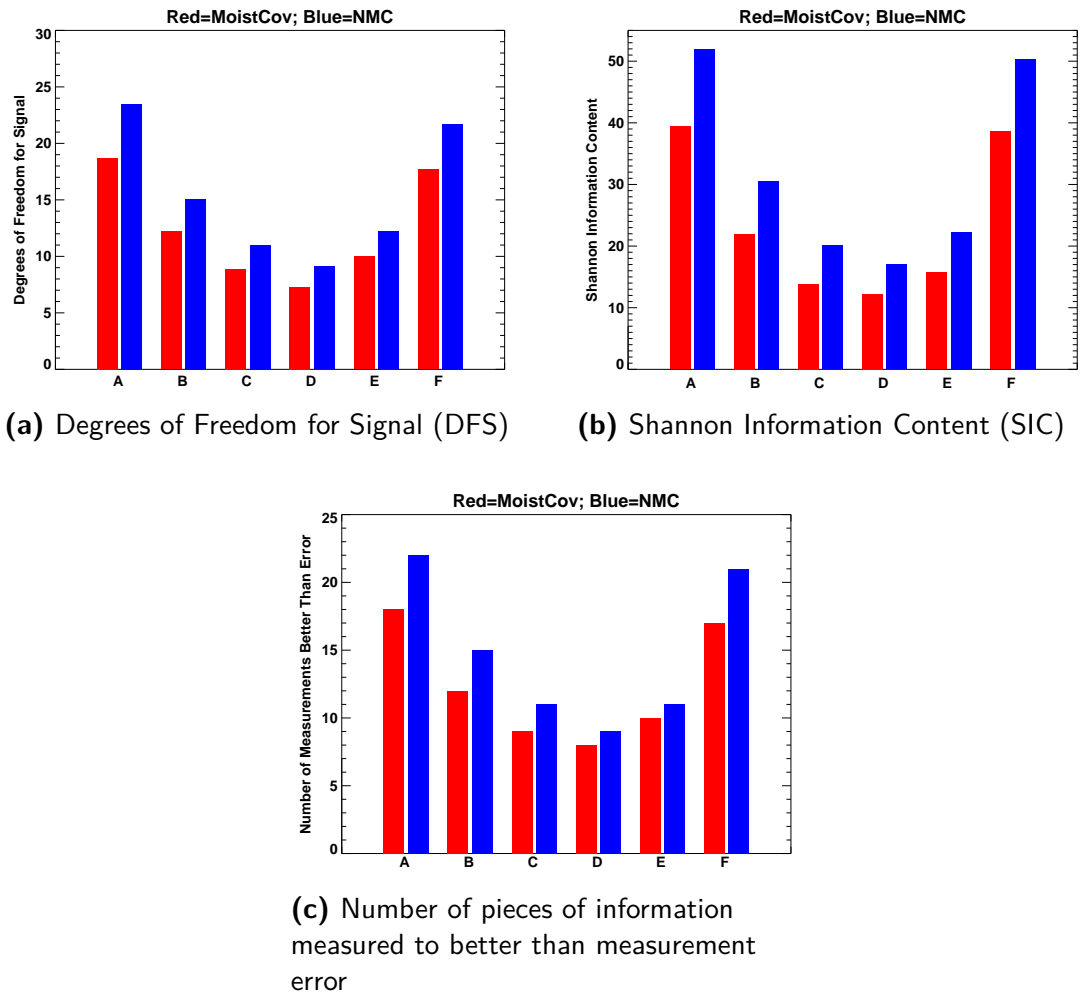 Red=MoistCov; Blue=NMC
Degrees of Freedom for Signal
30
25
20
15
10
5
0
A B C D E F
(a) Degrees of Freedom for Signal (DFS)
Red=MoistCov; Blue=NMC
Shannon Information Content
50
40
30
20
10
0
A B C D E F
(b) Shannon Information Content (SIC)
Red=MoistCov; Blue=NMC
Number of Measurements Better Than Error
25
20
15
10
5
0
A B C D E F
(c) Number of pieces of information
measured to better than measurement
error